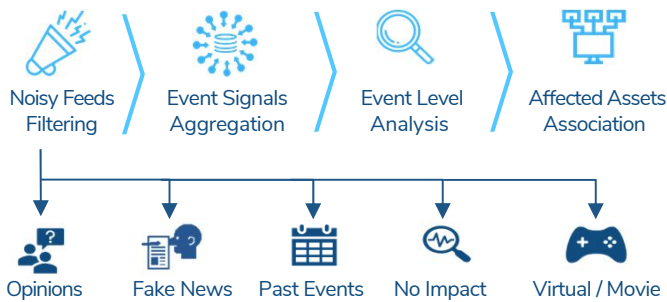 Noisy Feeds
Filtering
Event Signals
Aggregation
Event Level
Analysis
Affected Assets
Association
?
Opinions
Fake News
Past Events
No Impact
Virtual / Movie